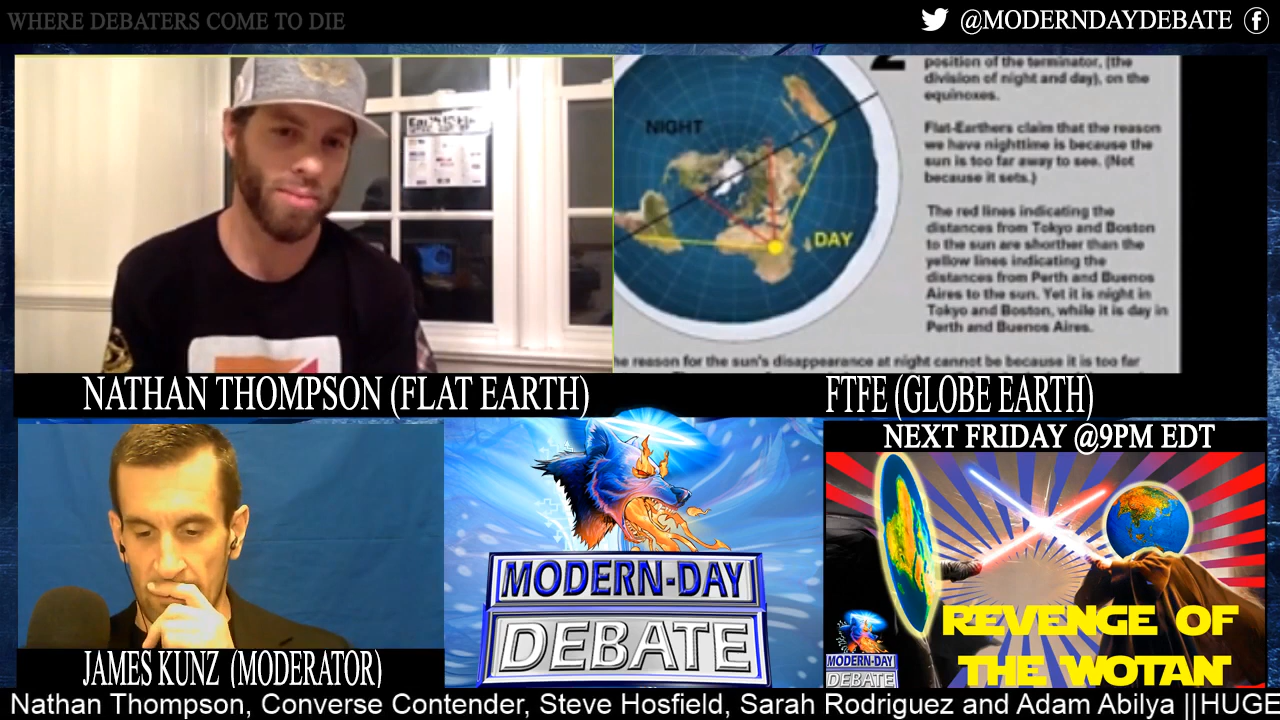 WHERE DEBATERS COME TO DIE
@MODERNDAYDEBATE
position of the terminator, (the
division of night and day), on the
equinoxes.
NIGHT
Flat-Earthers claim that the reason
we have nighttime is because the
sun is too far away to see. (Not
because it sets.)
DAY
The red lines indicating the
distances from Tokyo and Boston
to the sun are shorther than the
yellow lines indicating the
distances from Perth and Buenos
Aires to the sun. Yet it is night in
Tokyo and Boston, while it is day in
Perth and Buenos Aires.
he reason for the sun's disappearance at night cannot be because it is too far
NATHAN THOMPSON (FLAT EARTH)
FTFE (GLOBE EARTH)
NEXT FRIDAY @9PM EDT
MODERN-DAY
DEBATE
REVENGE OF
THE WOTAN
MODERN-DAY
DEBATE
JAMES KUNZ (MODERATOR)
Nathan Thompson, Converse Contender, Steve Hosfield, Sarah Rodriguez and Adam Abilya ||HUGE